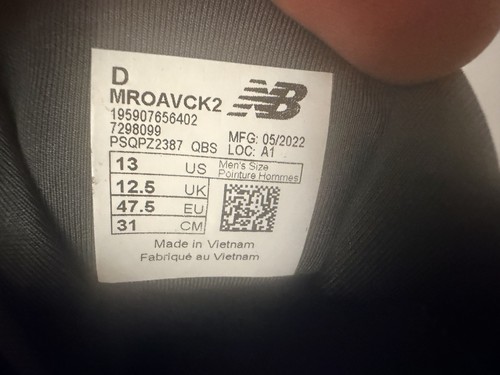 D
MROAVCK2
NB
195907656402
7298099
PSQPZ2387 QBS
MFG: 05/2022
LOC: A1
13 US
Men's Size
Pointure Hommes
12.5 UK
47.5 EU
31 CM
Made in Vietnam
Fabriqué au Vietnam